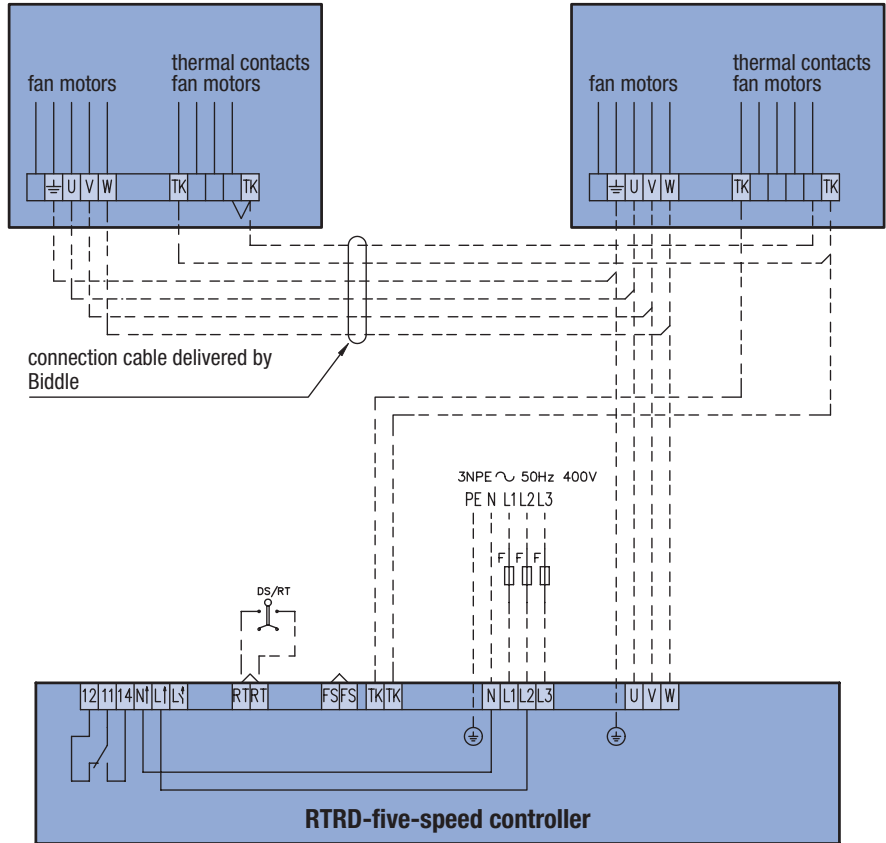 thermal contacts
fan motors fan motors
U V W TK TK
thermal contacts
fan motors fan motors
U V W TK TK
connection cable delivered by
Biddle
3NPE ~ 50Hz 400V
PE N L1 L2 L3
F F F
DS/RT
12 11 14 N L L RT RT FS FS TK TK N L1 L2 L3 U V W
RTRD-five-speed controller